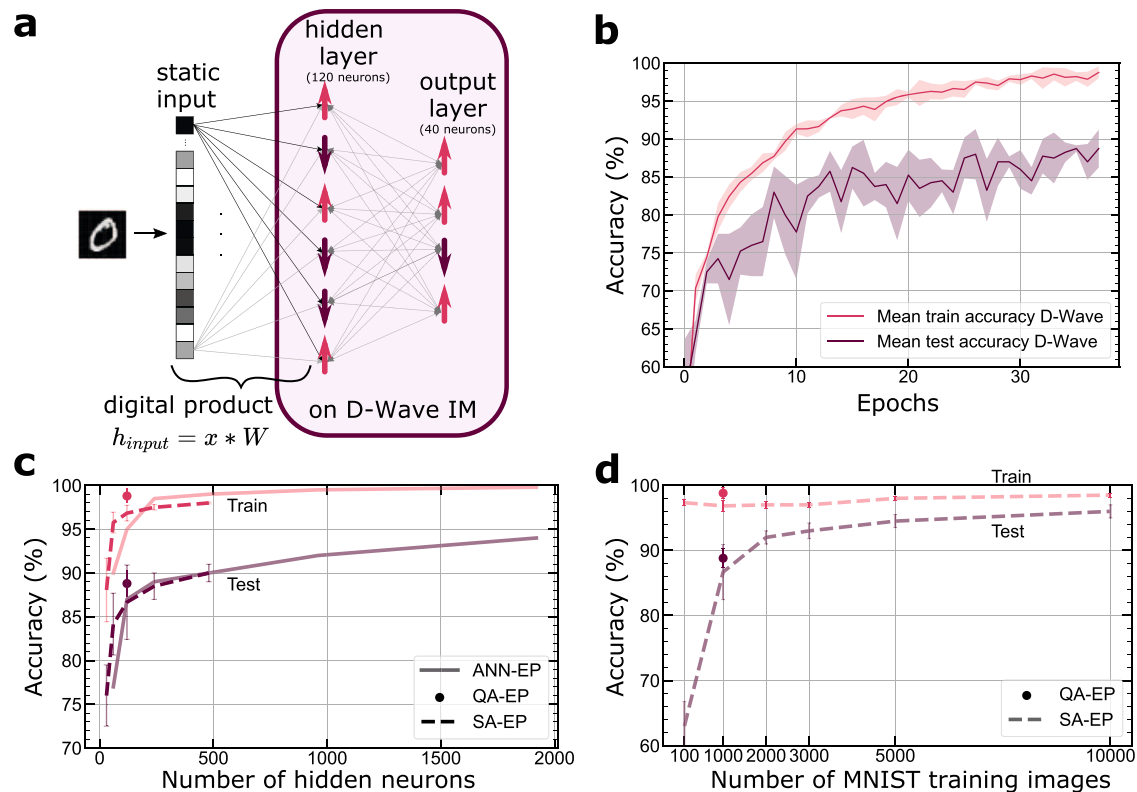 a
static
input
hidden
layer
(120 neurons)
output
layer
(40 neurons)
digital product
h_input = x * W
on D-Wave IM
b
Accuracy (%)
100
95
90
85
80
75
70
65
60
0
10
20
30
Epochs
Mean train accuracy D-Wave
Mean test accuracy D-Wave
c
Accuracy (%)
100
95
90
85
80
75
70
0
500
1000
1500
2000
Number of hidden neurons
Train
Test
ANN-EP
QA-EP
SA-EP
d
Accuracy (%)
100
90
80
70
60
100
1000
2000
3000
5000
10000
Number of MNIST training images
Train
Test
QA-EP
SA-EP